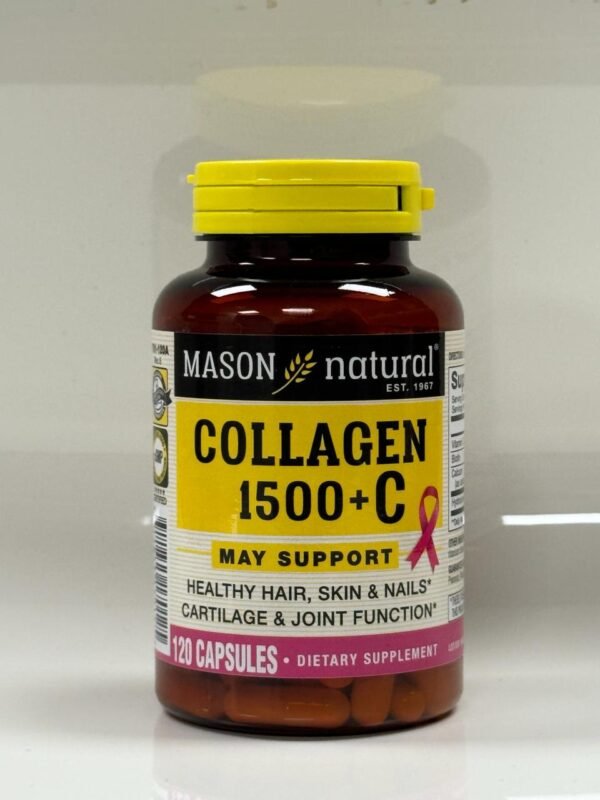 MASON natural®
EST. 1967
COLLAGEN
1500+C
MAY SUPPORT
HEALTHY HAIR, SKIN & NAILS*
CARTILAGE & JOINT FUNCTION*
120 CAPSULES • DIETARY SUPPLEMENT